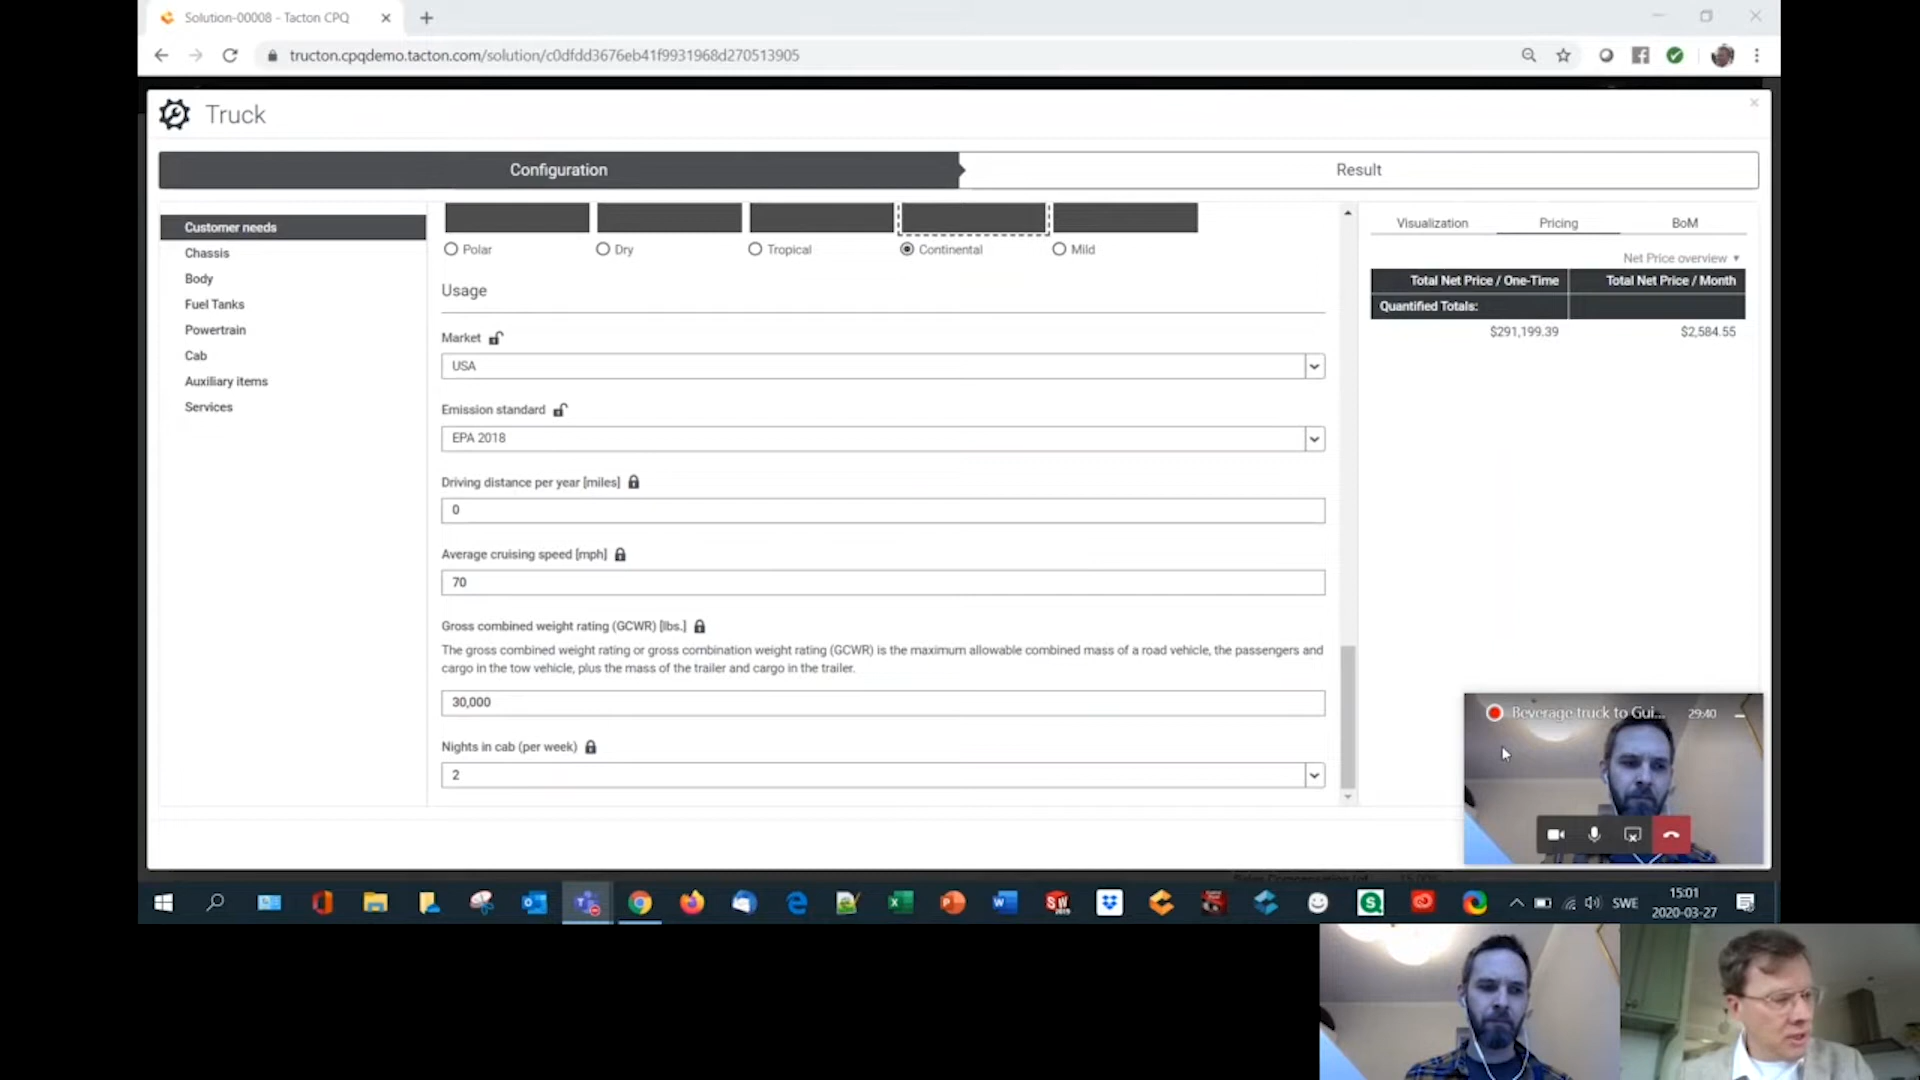 Solution-00008 - Tacton CPQ
tructon.cpqdemo.tacton.com/solution/c0dfdd3676eb41f9931968d270513905
Truck
Configuration
Result
Customer needs
Chassis
Body
Fuel Tanks
Powertrain
Cab
Auxiliary items
Services
Polar
Dry
Tropical
Continental
Mild
Usage
Market
USA
Emission standard
EPA 2018
Driving distance per year [miles]
0
Average cruising speed [mph]
70
Gross combined weight rating (GCWR) [lbs.]
The gross combined weight rating or gross combination weight rating (GCWR) is the maximum allowable combined mass of a road vehicle, the passengers and
cargo in the tow vehicle, plus the mass of the trailer and cargo in the trailer.
30,000
Nights in cab (per week)
2
Visualization
Pricing
BoM
Net Price overview
Total Net Price / One-Time
Total Net Price / Month
Quantified Totals:
$291,199.39
$2,584.55
Beverage truck to Gui...
29:40
SWE
15:01
2020-03-27